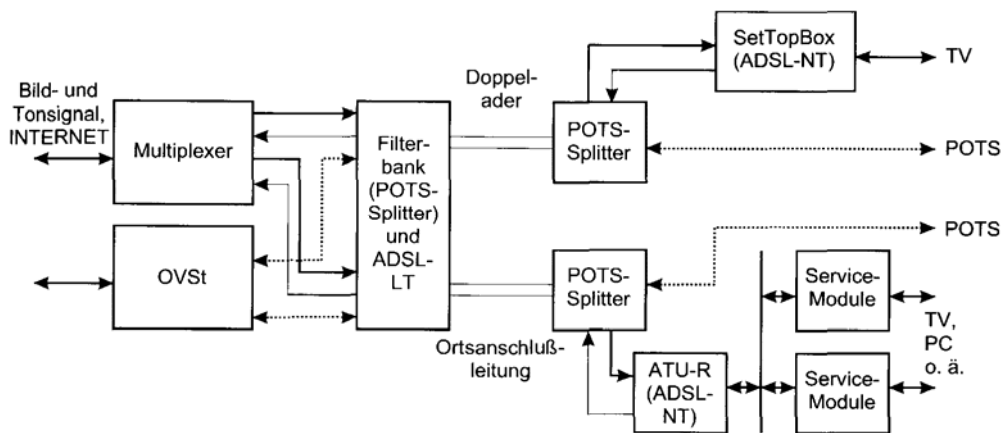 Bild- und
Tonsignal,
INTERNET
Multiplexer
OVSt
Filter-
bank
(POTS-
Splitter)
und
ADSL-
LT
Doppel-
ader
Ortsanschluß-
leitung
POTS-
Splitter
SetTopBox
(ADSL-NT)
TV
POTS
POTS
POTS-
Splitter
ATU-R
(ADSL-
NT)
Service-
Module
Service-
Module
TV,
PC
o. ä.